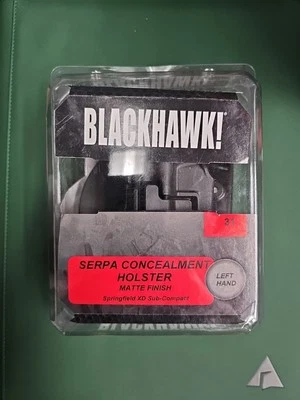 BLACKHAWK!
SERPA CONCEALMENT
HOLSTER
MATTE FINISH
Springfield XD Sub-Compact
LEFT
HAND
BLACKHAWK!